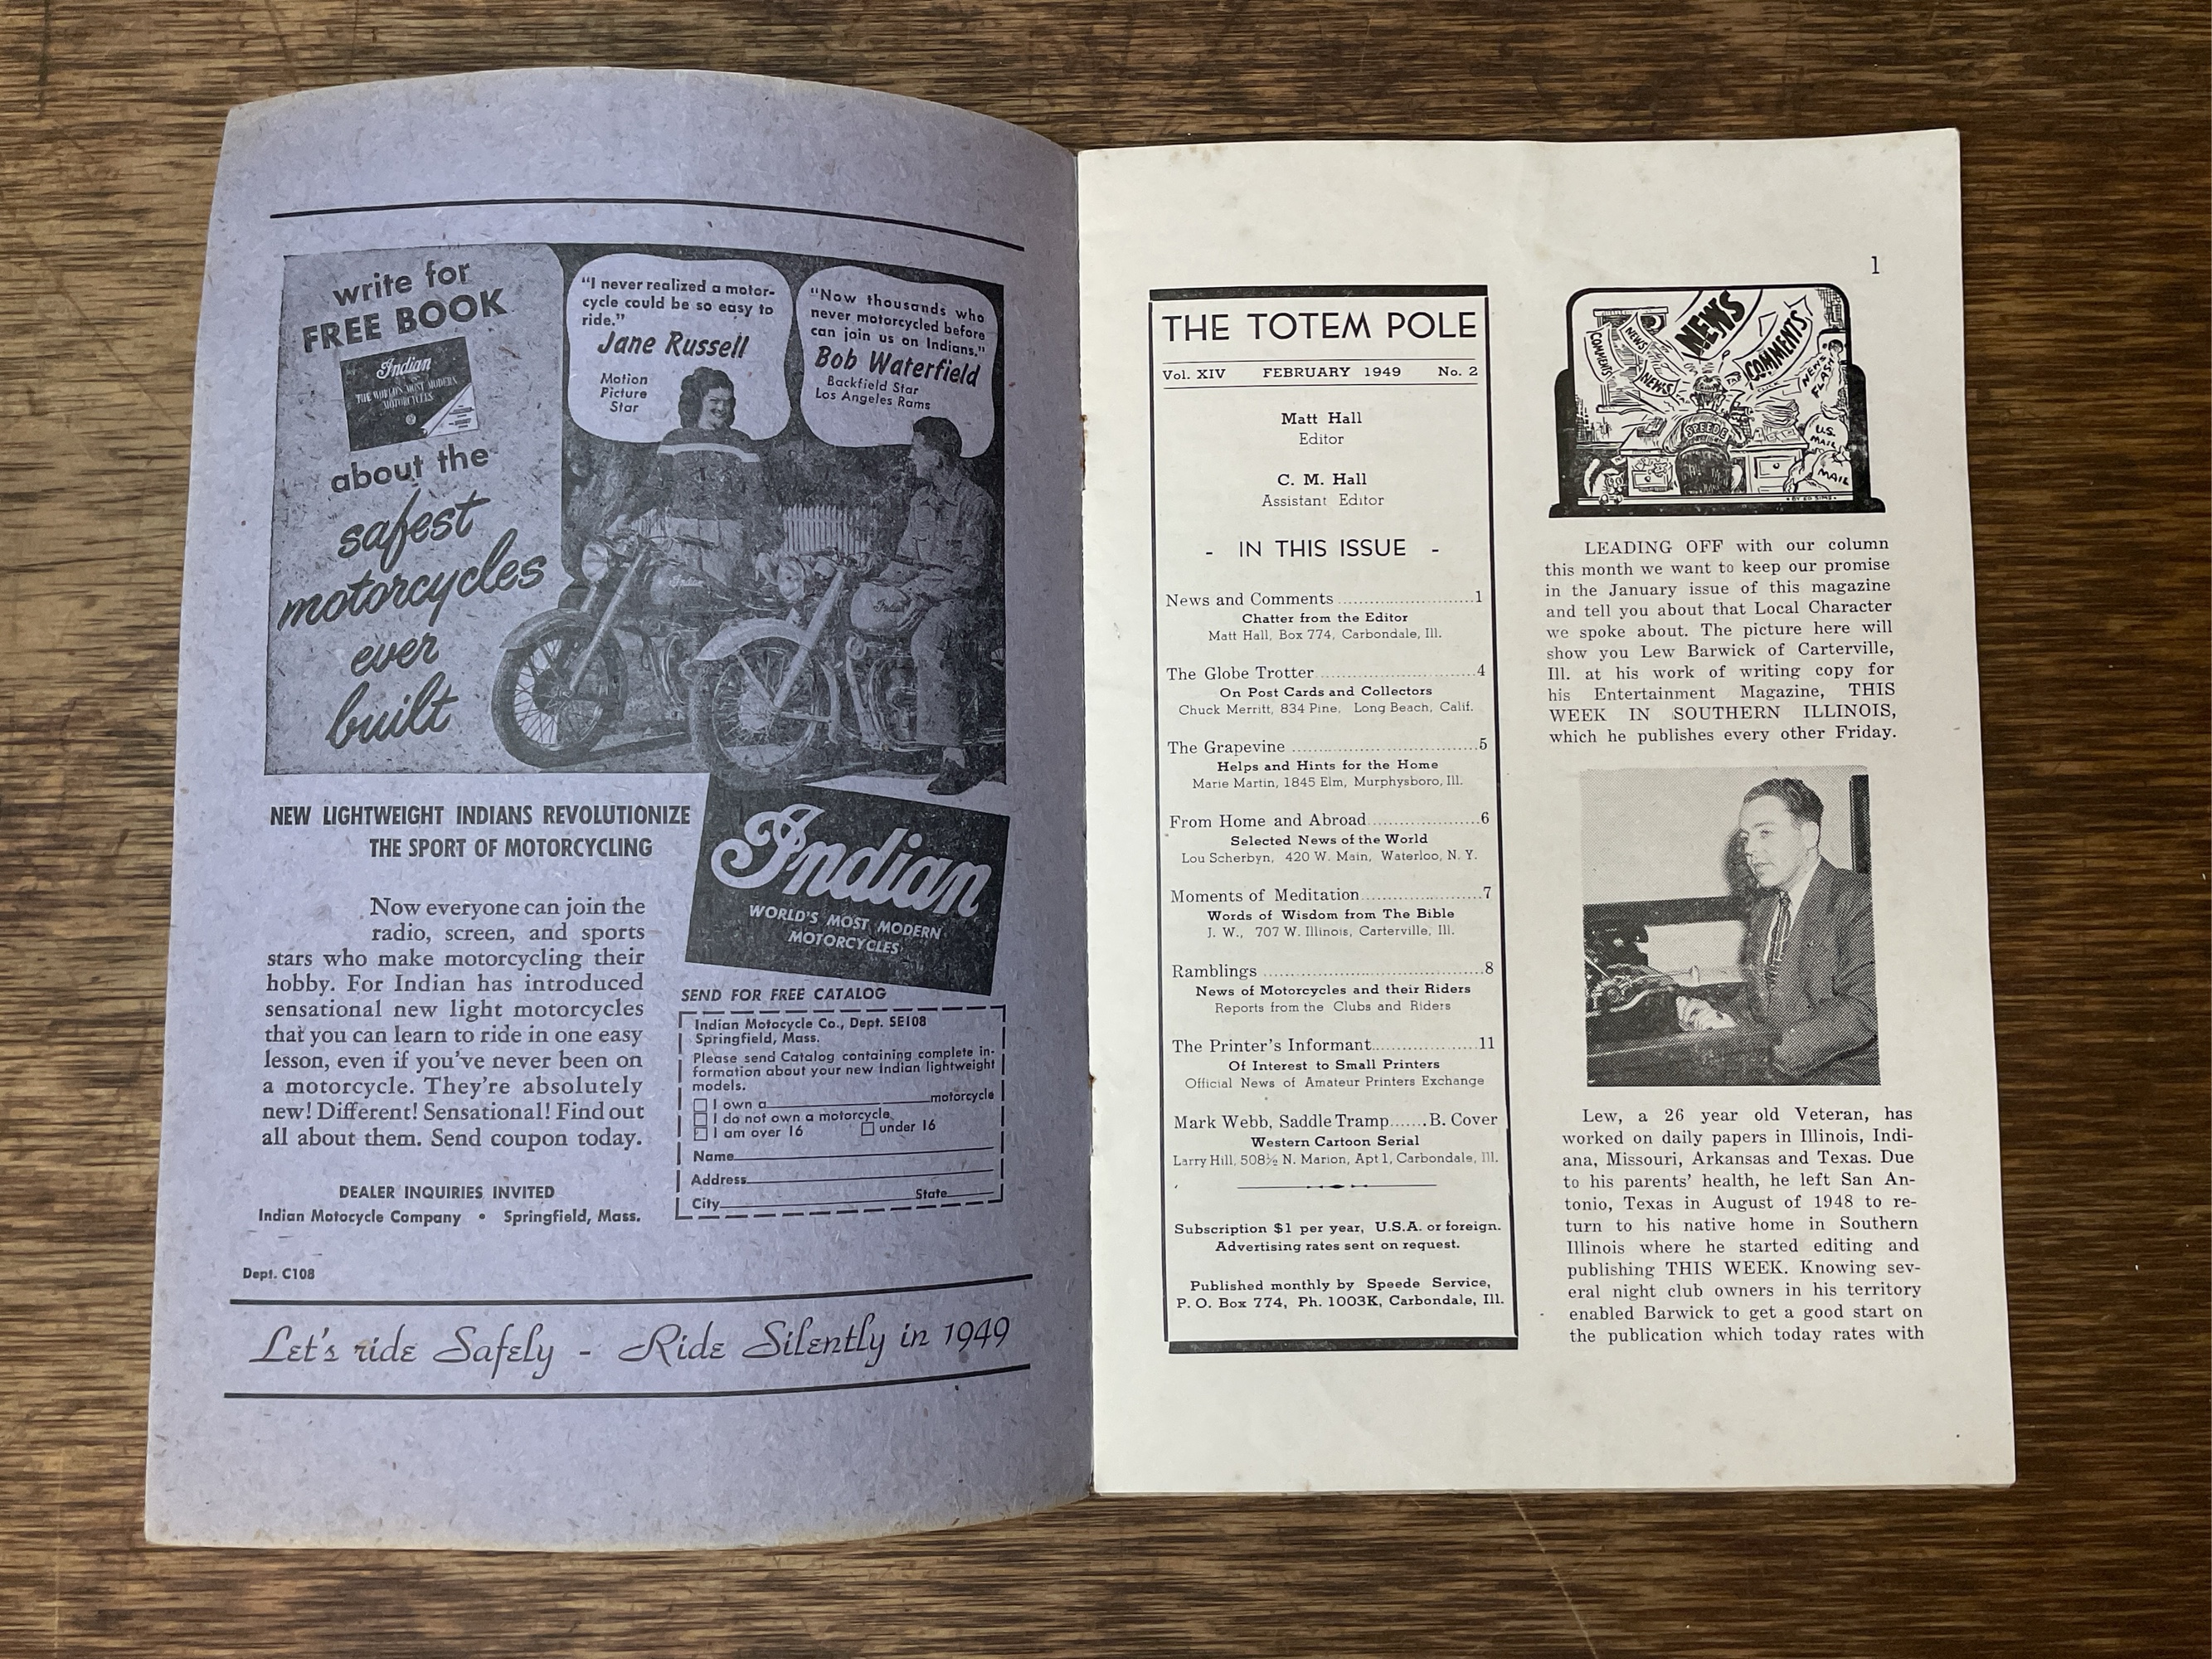 write for
FREE BOOK
Indian
THE WORLD'S MOST MODERN
MOTORCYCLES
about the
safest
motorcycles
ever
built
"I never realized a motor-
cycle could be so easy to
ride."
Jane Russell
Motion
Picture
Star
"Now thousands who
never motorcycled before
can join us on Indians."
Bob Waterfield
Backfield Star
Los Angeles Rams
Indian
Indian
NEW LIGHTWEIGHT INDIANS REVOLUTIONIZE
THE SPORT OF MOTORCYCLING
Now everyone can join the
radio, screen, and sports
stars who make motorcycling their
hobby. For Indian has introduced
sensational new light motorcycles
that you can learn to ride in one easy
lesson, even if you've never been on
a motorcycle. They're absolutely
new! Different! Sensational! Find out
all about them. Send coupon today.
DEALER INQUIRIES INVITED
Indian Motocycle Company • Springfield, Mass.
Dept. C108
Indian
WORLD'S MOST MODERN
MOTORCYCLES
SEND FOR FREE CATALOG
Indian Motocycle Co., Dept. SE108
Springfield, Mass.
Please send Catalog containing complete in-
formation about your new Indian lightweight
models.
I own a motorcycle
I do not own a motorcycle
I am over 16 under 16
Name
Address
City State
Let's ride Safely - Ride Silently in 1949
1
THE TOTEM POLE
Vol. XIV FEBRUARY 1949 No. 2
Matt Hall
Editor
C. M. Hall
Assistant Editor
- IN THIS ISSUE -
News and Comments ........................1
Chatter from the Editor
Matt Hall, Box 774, Carbondale, Ill.
The Globe Trotter............................4
On Post Cards and Collectors
Chuck Merritt, 834 Pine, Long Beach, Calif.
The Grapevine .................................5
Helps and Hints for the Home
Marie Martin, 1845 Elm, Murphysboro, Ill.
From Home and Abroad....................6
Selected News of the World
Lou Scherbyn, 420 W. Main, Waterloo, N. Y.
Moments of Meditation.....................7
Words of Wisdom from The Bible
J. W., 707 W. Illinois, Carterville, Ill.
Ramblings ......................................8
News of Motorcycles and their Riders
Reports from the Clubs and Riders
The Printer's Informant..................11
Of Interest to Small Printers
Official News of Amateur Printers Exchange
Mark Webb, Saddle Tramp.......B. Cover
Western Cartoon Serial
Larry Hill, 508½ N. Marion, Apt 1, Carbondale, Ill.
Subscription $1 per year, U.S.A. or foreign.
Advertising rates sent on request.
Published monthly by Speede Service,
P. O. Box 774, Ph. 1003K, Carbondale, Ill.
NEWS
COMMENTS
NEWS
NEWS
COMMENTS
NEWS
FLASH
SPEEDE
U.S.
MAIL
MAIL
BY ED SIMS
LEADING OFF with our column
this month we want to keep our promise
in the January issue of this magazine
and tell you about that Local Character
we spoke about. The picture here will
show you Lew Barwick of Carterville,
Ill. at his work of writing copy for
his Entertainment Magazine, THIS
WEEK IN SOUTHERN ILLINOIS,
which he publishes every other Friday.
Lew, a 26 year old Veteran, has
worked on daily papers in Illinois, Indi-
ana, Missouri, Arkansas and Texas. Due
to his parents' health, he left San An-
tonio, Texas in August of 1948 to re-
turn to his native home in Southern
Illinois where he started editing and
publishing THIS WEEK. Knowing sev-
eral night club owners in his territory
enabled Barwick to get a good start on
the publication which today rates with